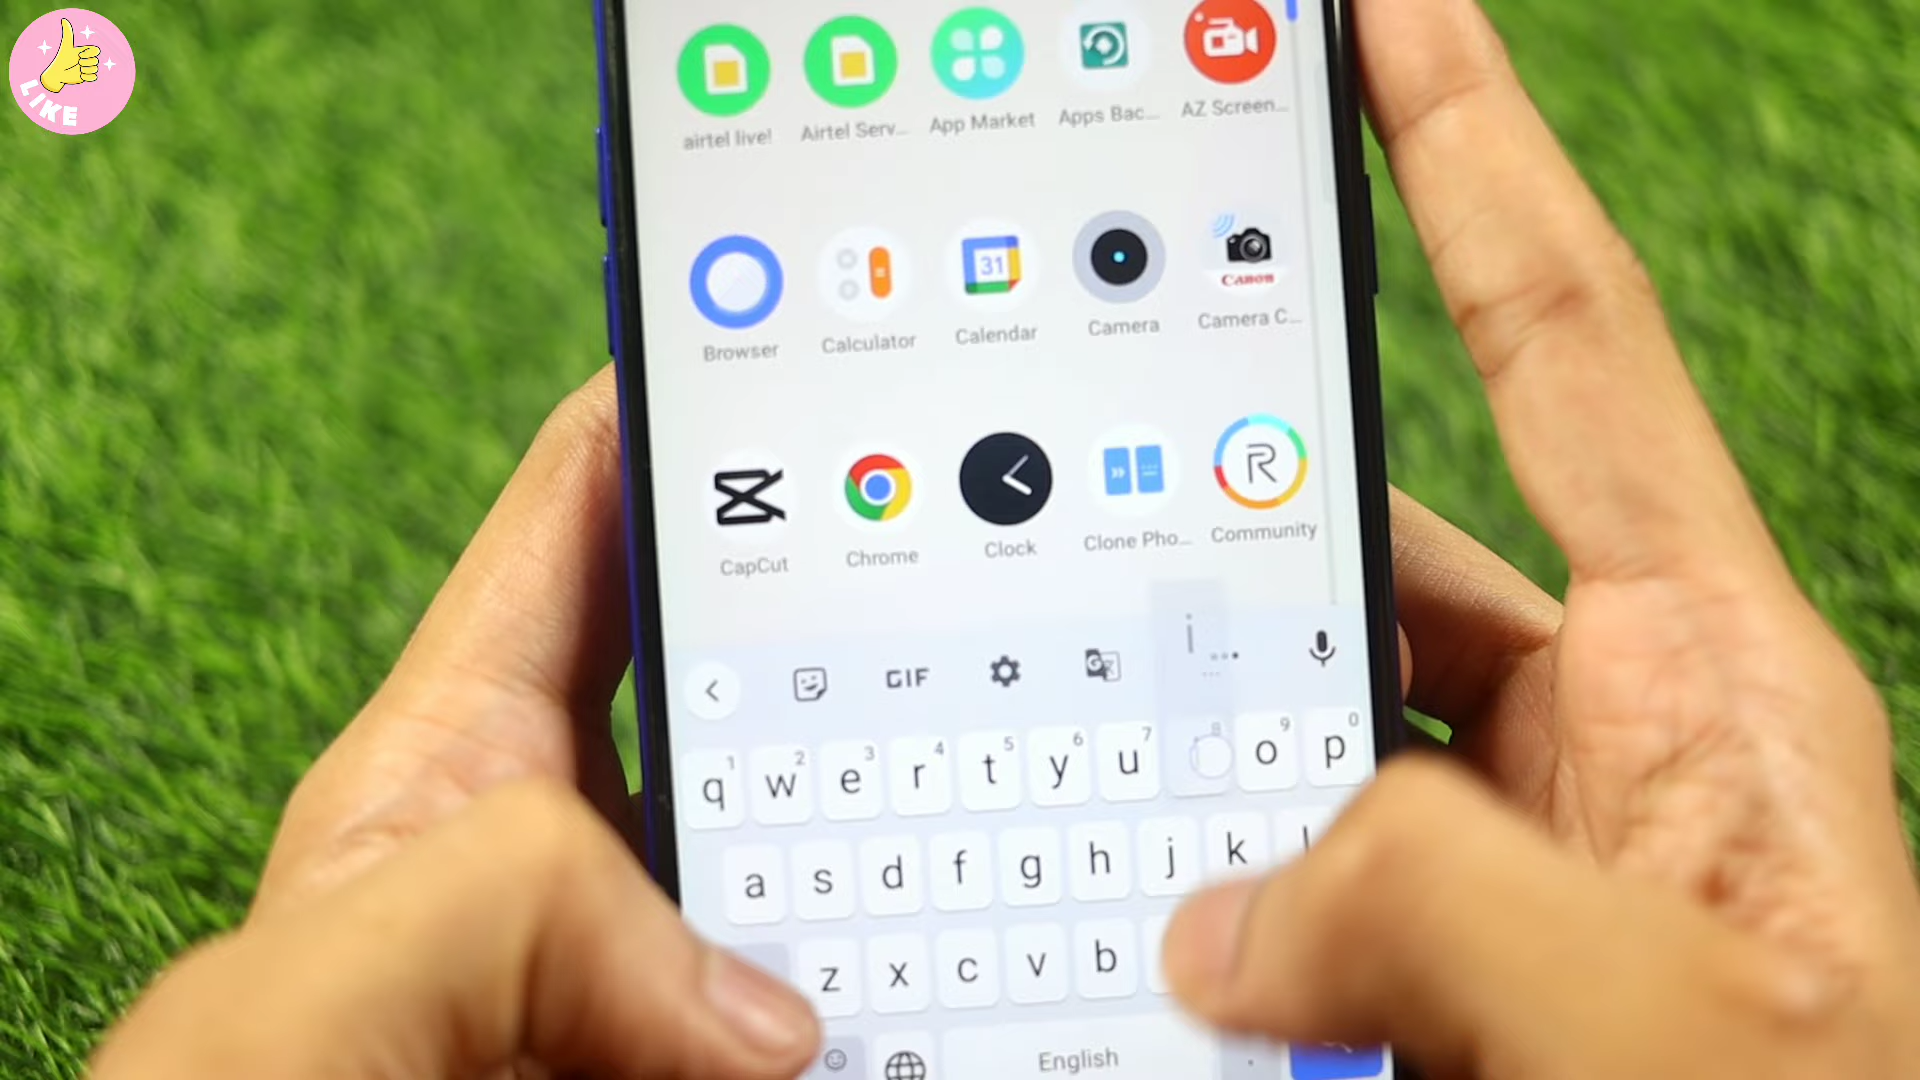 LIKE
airtel live! Airtel Serv... App Market Apps Bac... AZ Screen...
31
Canon
Browser Calculator Calendar Camera Camera C...
CapCut Chrome Clock Clone Pho... Community
i
GIF
1 2 3 4 5 6 7 8 9 0
q w e r t y u o p
a s d f g h j k l
z x c v b
English .